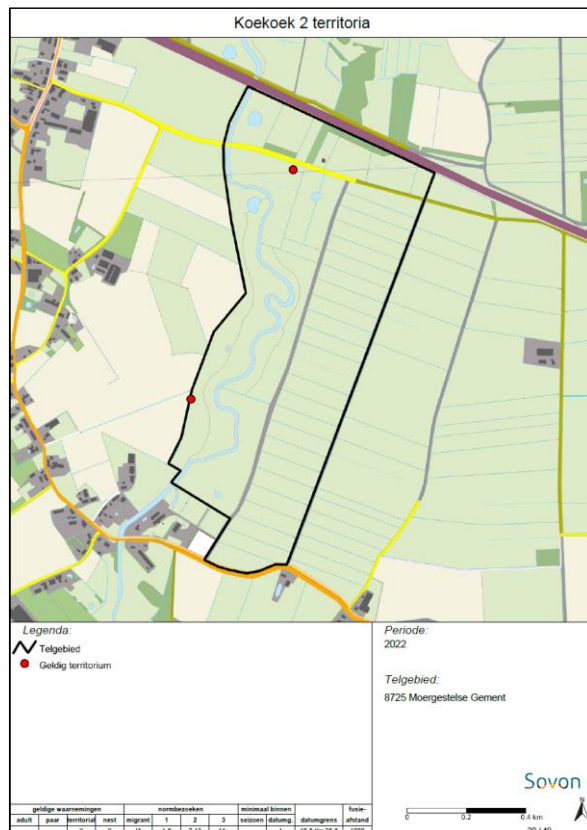 Koekoek 2 territoria
Legenda:
Telgebied
Geldig territorium
Periode:
2022
Telgebied:
8725 Moergestelse Gement
Sovon
0 0.2 0.4 km
N
geldige waarnemingen normbezoeken minimaal binnen fusie-
adult paar territoriaal nest migrant 1 2 3 seizoen datumg. datumgrens afstand